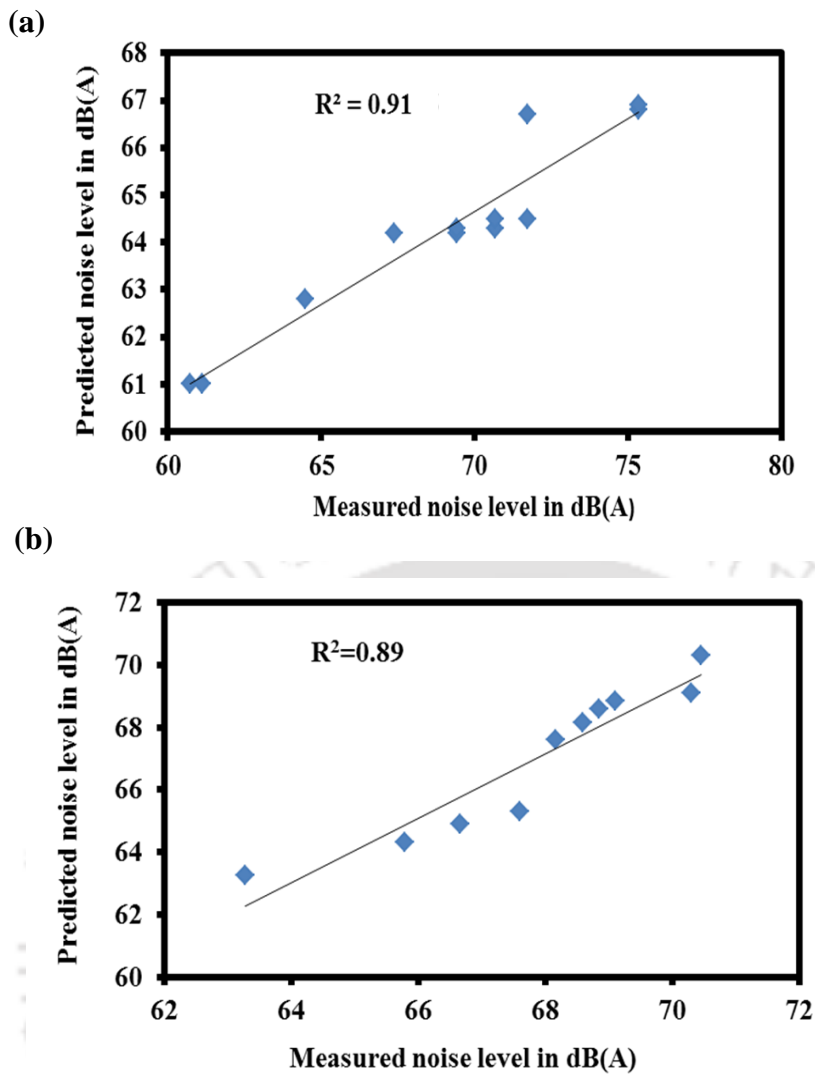 (a)
R² = 0.91
Predicted noise level in dB(A)
68
67
66
65
64
63
62
61
60
60 65 70 75 80
Measured noise level in dB(A)
(b)
R²=0.89
Predicted noise level in dB(A)
72
70
68
66
64
62
60
62 64 66 68 70 72
Measured noise level in dB(A)